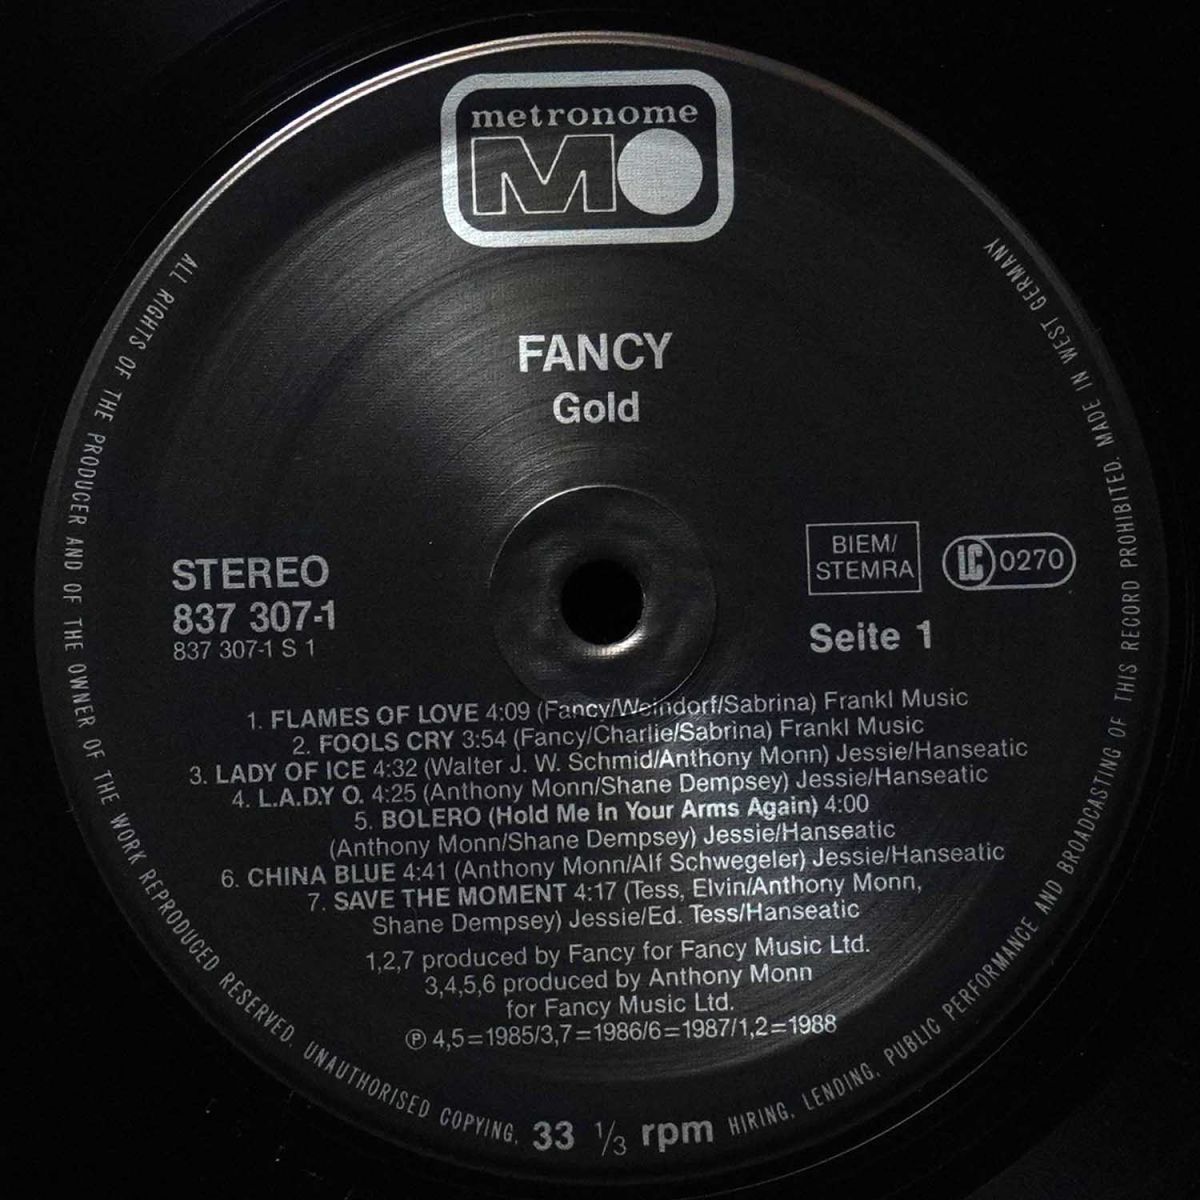 metronome
MO
FANCY
Gold
STEREO
837 307-1
837 307-1 S 1
BIEM/
STEMRA
LC 0270
Seite 1
1. FLAMES OF LOVE 4:09 (Fancy/Weindorf/Sabrina) Frankl Music
2. FOOLS CRY 3:54 (Fancy/Charlie/Sabrina) Frankl Music
3. LADY OF ICE 4:32 (Walter J. W. Schmid/Anthony Monn) Jessie/Hanseatic
4. L.A.D.Y O. 4:25 (Anthony Monn/Shane Dempsey) Jessie/Hanseatic
5. BOLERO (Hold Me In Your Arms Again) 4:00
(Anthony Monn/Shane Dempsey) Jessie/Hanseatic
6. CHINA BLUE 4:41 (Anthony Monn/Alf Schwegeler) Jessie/Hanseatic
7. SAVE THE MOMENT 4:17 (Tess, Elvin/Anthony Monn,
Shane Dempsey) Jessie/Ed. Tess/Hanseatic
1,2,7 produced by Fancy for Fancy Music Ltd.
3,4,5,6 produced by Anthony Monn
for Fancy Music Ltd.
℗ 4,5=1985/3,7=1986/6=1987/1,2=1988
33 1/3 rpm
ALL RIGHTS OF THE PRODUCER AND OF THE OWNER OF THE WORK REPRODUCED RESERVED. UNAUTHORISED COPYING, HIRING, LENDING, PUBLIC PERFORMANCE AND BROADCASTING OF THIS RECORD PROHIBITED. MADE IN WEST GERMANY